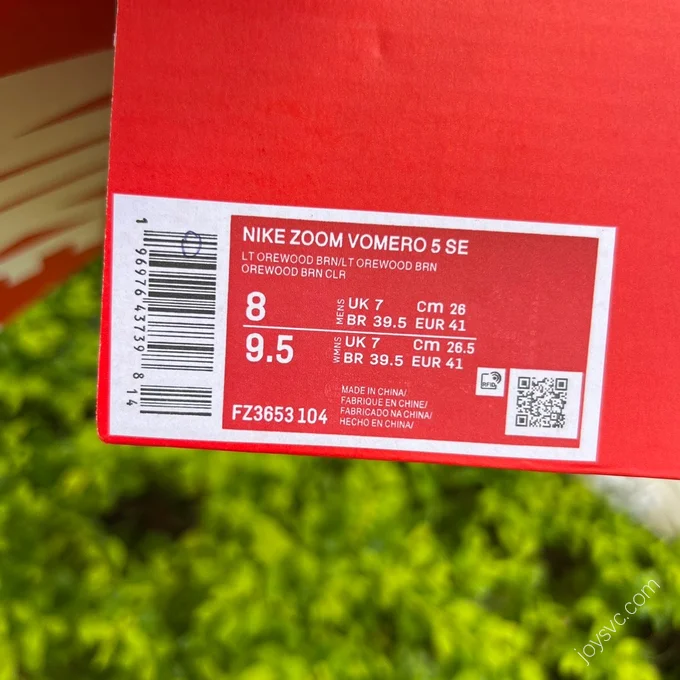 NIKE ZOOM VOMERO 5 SE
LT OREWOOD BRN/LT OREWOOD BRN
OREWOOD BRN CLR
8 MENS UK 7 Cm 26
BR 39.5 EUR 41
9.5 WMNS UK 7 Cm 26.5
BR 39.5 EUR 41
FZ3653 104
MADE IN CHINA/
FABRIQUE EN CHINE/
FABRICADO NA CHINA/
HECHO EN CHINA/
RFID
1 96976 43739 8 14
joysvc.com